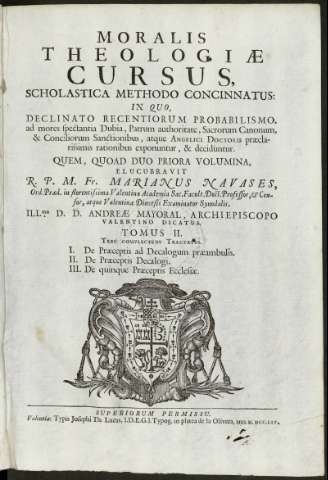 MORALIS
THEOLOGIÆ
CURSUS,
SCHOLASTICA METHODO CONCINNATUS:
IN QUO,
DECLINATO RECENTIORUM PROBABILISMO,
ad mores spectantia Dubia, Patrum authoritate, Sacrorum Canonum,
& Conciliorum Sanctionibus, atque ANGELICI DOCTORIS præcla-
rissimis rationibus exponuntur, & deciduntur.
QUEM, QUOAD DUO PRIORA VOLUMINA,
ELUCUBRAVIT
R. P. M. Fr. MARIANUS NAVASES,
Ord. Præd. in florentissima Valentina Academia Sac. Facult. Doct. Professor, & Cen-
sor, atque Valentinæ Diœcesis Examinator Synodalis.
ILL.mo D. D. ANDREÆ MAYORAL, ARCHIEPISCOPO
VALENTINO DICATUS.
TOMUS II.
TRES COMPLECTENS TRACTATUS.
I. De Præceptis ad Decalogum præambulis.
II. De Præceptis Decalogi.
III. De quinque Præceptis Ecclesiæ.
SUPERIORUM PERMISSU.
Valentiæ: Typis Josephi Th. Lucas, I.D.E.G.I. Typog. in platea de la Olivera,